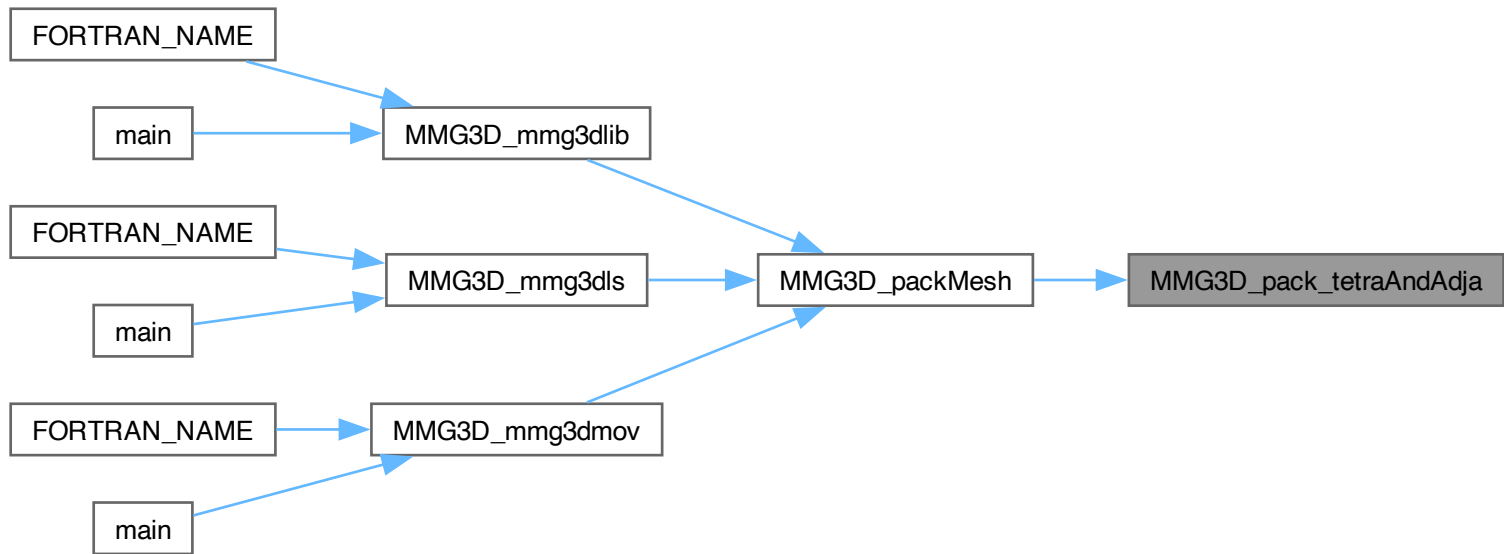 FORTRAN_NAME
main
MMG3D_mmg3dlib
FORTRAN_NAME
main
MMG3D_mmg3dls
MMG3D_packMesh
MMG3D_pack_tetraAndAdja
FORTRAN_NAME
main
MMG3D_mmg3dmov